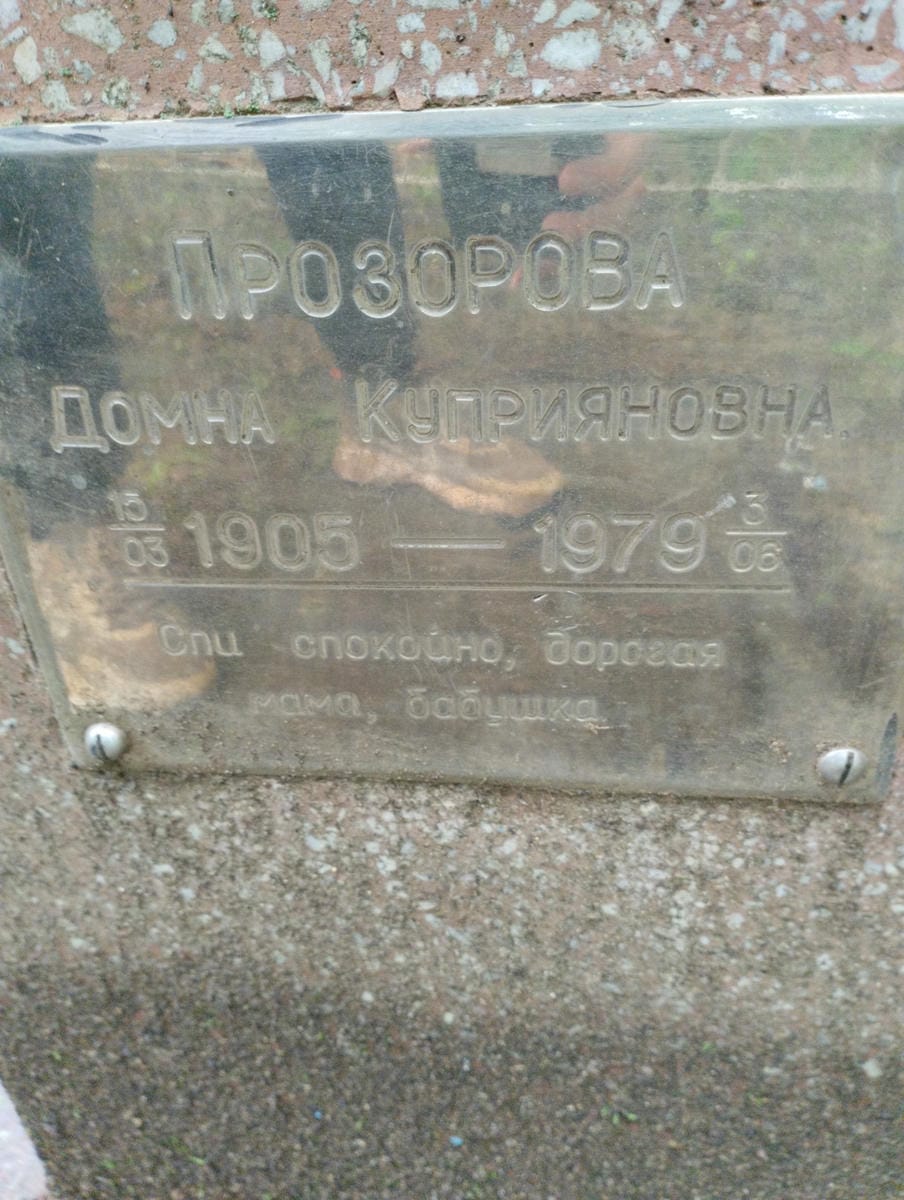 ПРОЗОРОВА
ДОМНА КУПРИЯНОВНА.
15/03 1905 — 1979 3/06
Спи спокойно, дорогая
мама, бабушка